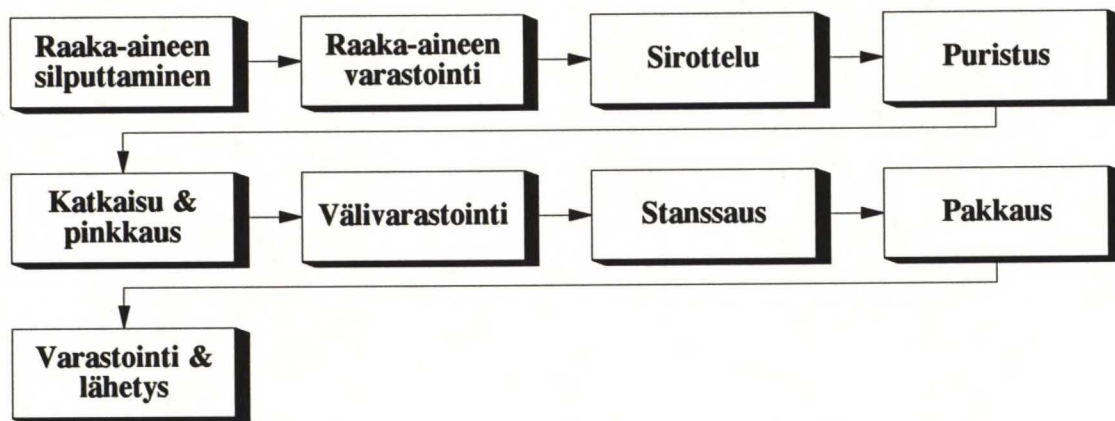 Raaka-aineen
silputtaminen
Raaka-aineen
varastointi
Sirottelu
Puristus
Katkaisu &
pinkkaus
Välivarastointi
Stanssaus
Pakkaus
Varastointi &
lähetys